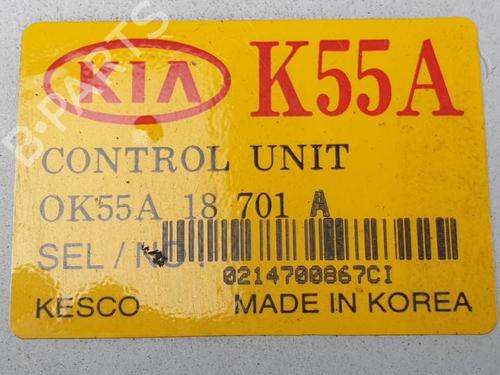 KIA K55A
CONTROL UNIT
OK55A 18 701 A
SEL / NO
0214700867CI
KESCO MADE IN KOREA
B-PARTS